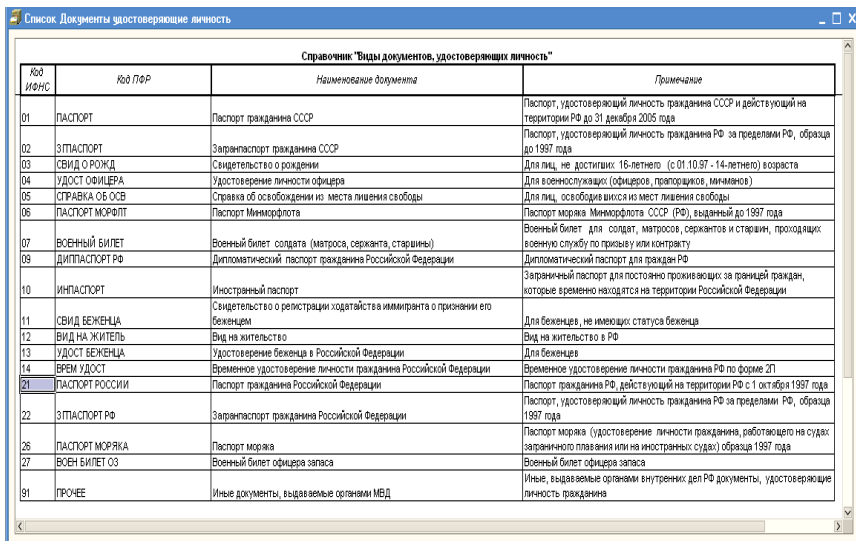 Список Документы удостоверяющие личность
Справочник "Виды документов, удостоверяющих личность"
Код ИФНС Код ПФР Наименование документа Примечание
01 ПАСПОРТ Паспорт гражданина СССР Паспорт, удостоверяющий личность гражданина СССР и действующий на территории РФ до 31 декабря 2005 года
02 ЗГПАСПОРТ Загранпаспорт гражданина СССР Паспорт, удостоверяющий личность гражданина РФ за пределами РФ, образца до 1997 года
03 СВИД О РОЖД Свидетельство о рождении Для лиц, не достигших 16-летнего (с 01.10.97 - 14-летнего) возраста
04 УДОСТ ОФИЦЕРА Удостоверение личности офицера Для военнослужащих (офицеров, прапорщиков, мичманов)
05 СПРАВКА ОБ ОСВ Справка об освобождении из места лишения свободы Для лиц, освободившихся из мест лишения свободы
06 ПАСПОРТ МОРФЛТ Паспорт Минморфлота Паспорт моряка Минморфлота СССР (РФ), выданный до 1997 года
07 ВОЕННЫЙ БИЛЕТ Военный билет солдата (матроса, сержанта, старшины) Военный билет для солдат, матросов, сержантов и старшин, проходящих военную службу по призыву или контракту
09 ДИППАСПОРТ РФ Дипломатический паспорт гражданина Российской Федерации Дипломатический паспорт для граждан РФ
10 ИНПАСПОРТ Иностранный паспорт Заграничный паспорт для постоянно проживающих за границей граждан, которые временно находятся на территории Российской Федерации
11 СВИД БЕЖЕНЦА Свидетельство о регистрации ходатайства иммигранта о признании его беженцем Для беженцев, не имеющих статуса беженца
12 ВИД НА ЖИТЕЛЬ Вид на жительство Вид на жительство в РФ
13 УДОСТ БЕЖЕНЦА Удостоверение беженца в Российской Федерации Для беженцев
14 ВРЕМ УДОСТ Временное удостоверение личности гражданина Российской Федерации Временное удостоверение личности гражданина РФ по форме 2П
21 ПАСПОРТ РОССИИ Паспорт гражданина Российской Федерации Паспорт гражданина РФ, действующий на территории РФ с 1 октября 1997 года
22 ЗГПАСПОРТ РФ Загранпаспорт гражданина Российской Федерации Паспорт, удостоверяющий личность гражданина РФ за пределами РФ, образца 1997 года
26 ПАСПОРТ МОРЯКА Паспорт моряка Паспорт моряка (удостоверение личности гражданина, работающего на судах заграничного плавания или на иностранных судах) образца 1997 года
27 ВОЕН БИЛЕТ ОЗ Военный билет офицера запаса Военный билет офицера запаса
91 ПРОЧЕЕ Иные документы, выдаваемые органами МВД Иные, выдаваемые органами внутренних дел РФ документы, удостоверяющие личность гражданина